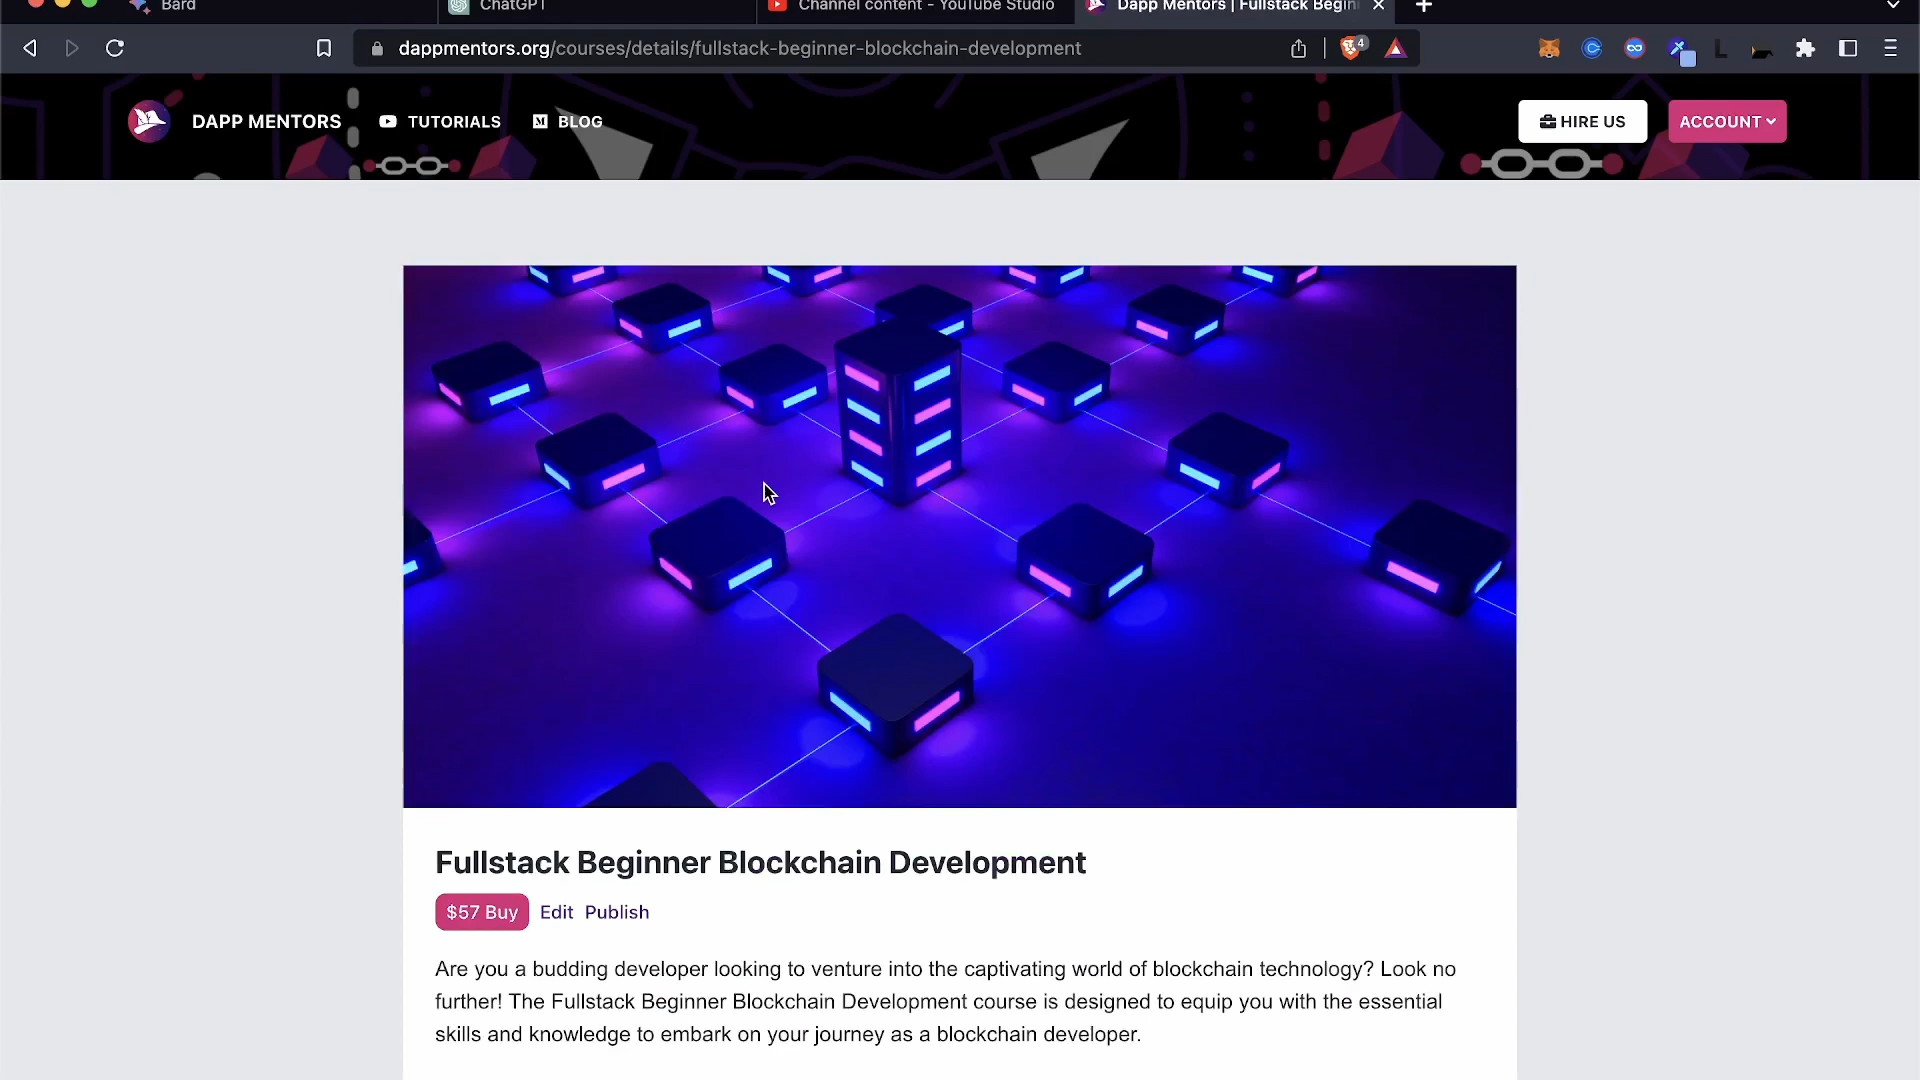 Bard
ChatGPT
Channel content - YouTube Studio
Dapp Mentors | Fullstack Begin
dappmentors.org/courses/details/fullstack-beginner-blockchain-development
4
DAPP MENTORS
TUTORIALS
BLOG
HIRE US
ACCOUNT
Fullstack Beginner Blockchain Development
$57 Buy Edit Publish
Are you a budding developer looking to venture into the captivating world of blockchain technology? Look no
further! The Fullstack Beginner Blockchain Development course is designed to equip you with the essential
skills and knowledge to embark on your journey as a blockchain developer.